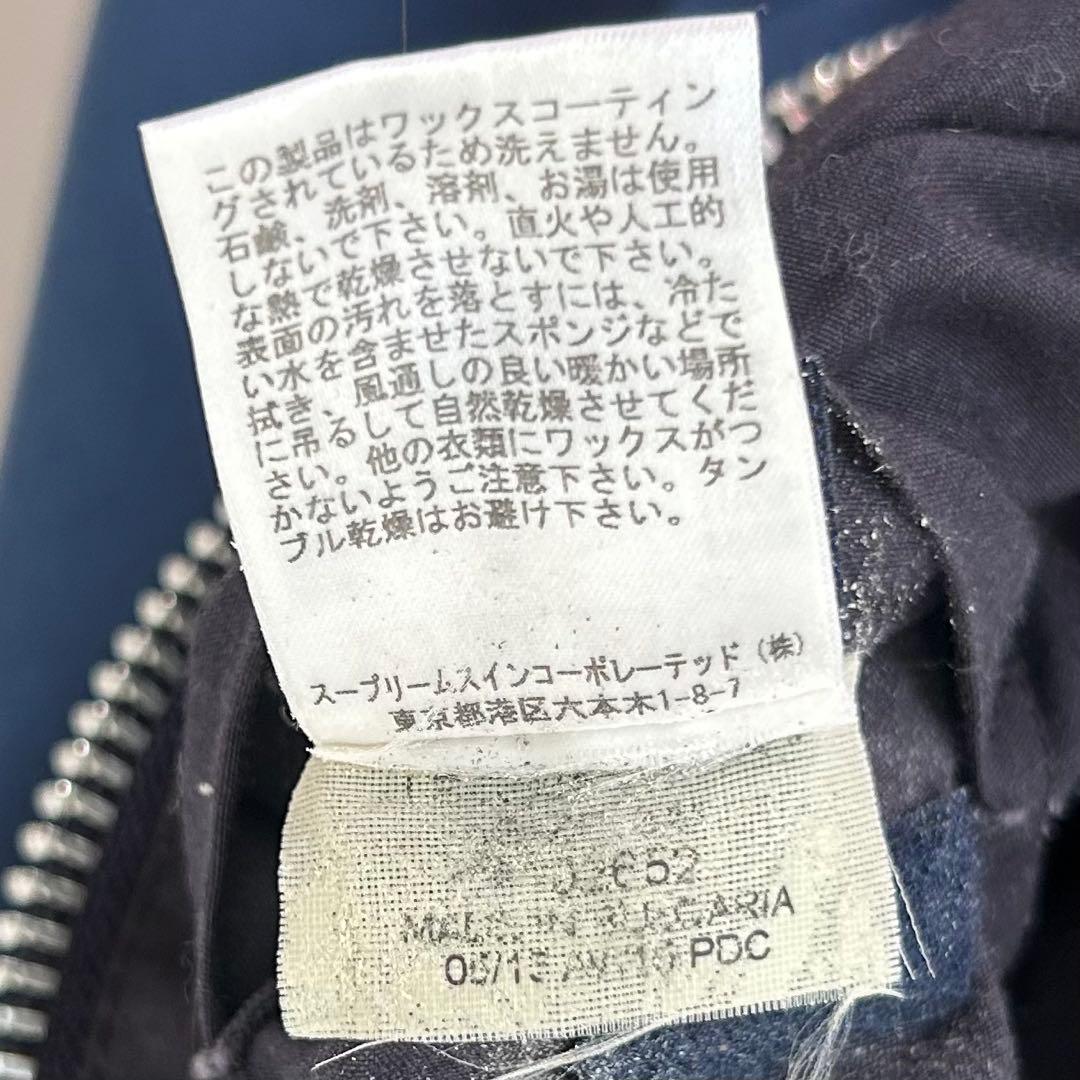 この製品はワックスコーティン
グされているため洗えません。
石鹸、洗剤、溶剤、お湯は使用
しないで下さい。直火や人工的
な熱で乾燥させないで下さい。
表面の汚れを落とすには、冷た
い水を含ませたスポンジなどで
拭き、風通しの良い暖かい場所
に吊るして自然乾燥させてくだ
さい。他の衣類にワックスがつ
かないようご注意下さい。タン
ブル乾燥はお避け下さい。
スープリームスインコーポレーテッド（株）
東京都港区六本木1-8-7
52
MADE IN BULGARIA
05/15 AW15 PDC